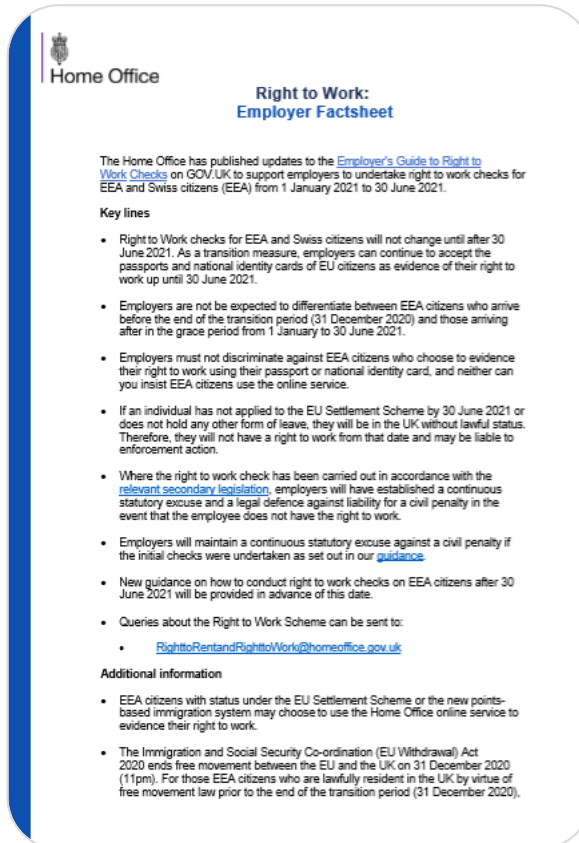 Home Office
Right to Work:
Employer Factsheet
The Home Office has published updates to the Employer's Guide to Right to
Work Checks on GOV.UK to support employers to undertake right to work checks for
EEA and Swiss citizens (EEA) from 1 January 2021 to 30 June 2021.
Key lines
• Right to Work checks for EEA and Swiss citizens will not change until after 30
June 2021. As a transition measure, employers can continue to accept the
passports and national identity cards of EU citizens as evidence of their right to
work up until 30 June 2021.
• Employers are not be expected to differentiate between EEA citizens who arrive
before the end of the transition period (31 December 2020) and those arriving
after in the grace period from 1 January to 30 June 2021.
• Employers must not discriminate against EEA citizens who choose to evidence
their right to work using their passport or national identity card, and neither can
you insist EEA citizens use the online service.
• If an individual has not applied to the EU Settlement Scheme by 30 June 2021 or
does not hold any other form of leave, they will be in the UK without lawful status.
Therefore, they will not have a right to work from that date and may be liable to
enforcement action.
• Where the right to work check has been carried out in accordance with the
relevant secondary legislation, employers will have established a continuous
statutory excuse and a legal defence against liability for a civil penalty in the
event that the employee does not have the right to work.
• Employers will maintain a continuous statutory excuse against a civil penalty if
the initial checks were undertaken as set out in our guidance.
• New guidance on how to conduct right to work checks on EEA citizens after 30
June 2021 will be provided in advance of this date.
• Queries about the Right to Work Scheme can be sent to:
• RighttoRentandRighttoWork@homeoffice.gov.uk
Additional information
• EEA citizens with status under the EU Settlement Scheme or the new points-
based immigration system may choose to use the Home Office online service to
evidence their right to work.
• The Immigration and Social Security Co-ordination (EU Withdrawal) Act
2020 ends free movement between the EU and the UK on 31 December 2020
(11pm). For those EEA citizens who are lawfully resident in the UK by virtue of
free movement law prior to the end of the transition period (31 December 2020),